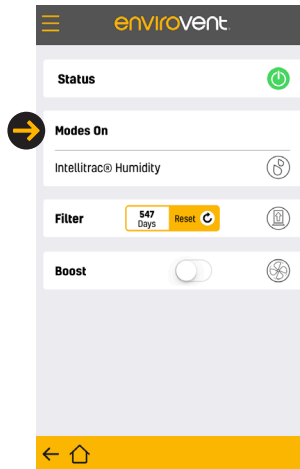 envirovent
Status
Modes On
Intellitrac® Humidity
Filter
547
Days
Reset
Boost